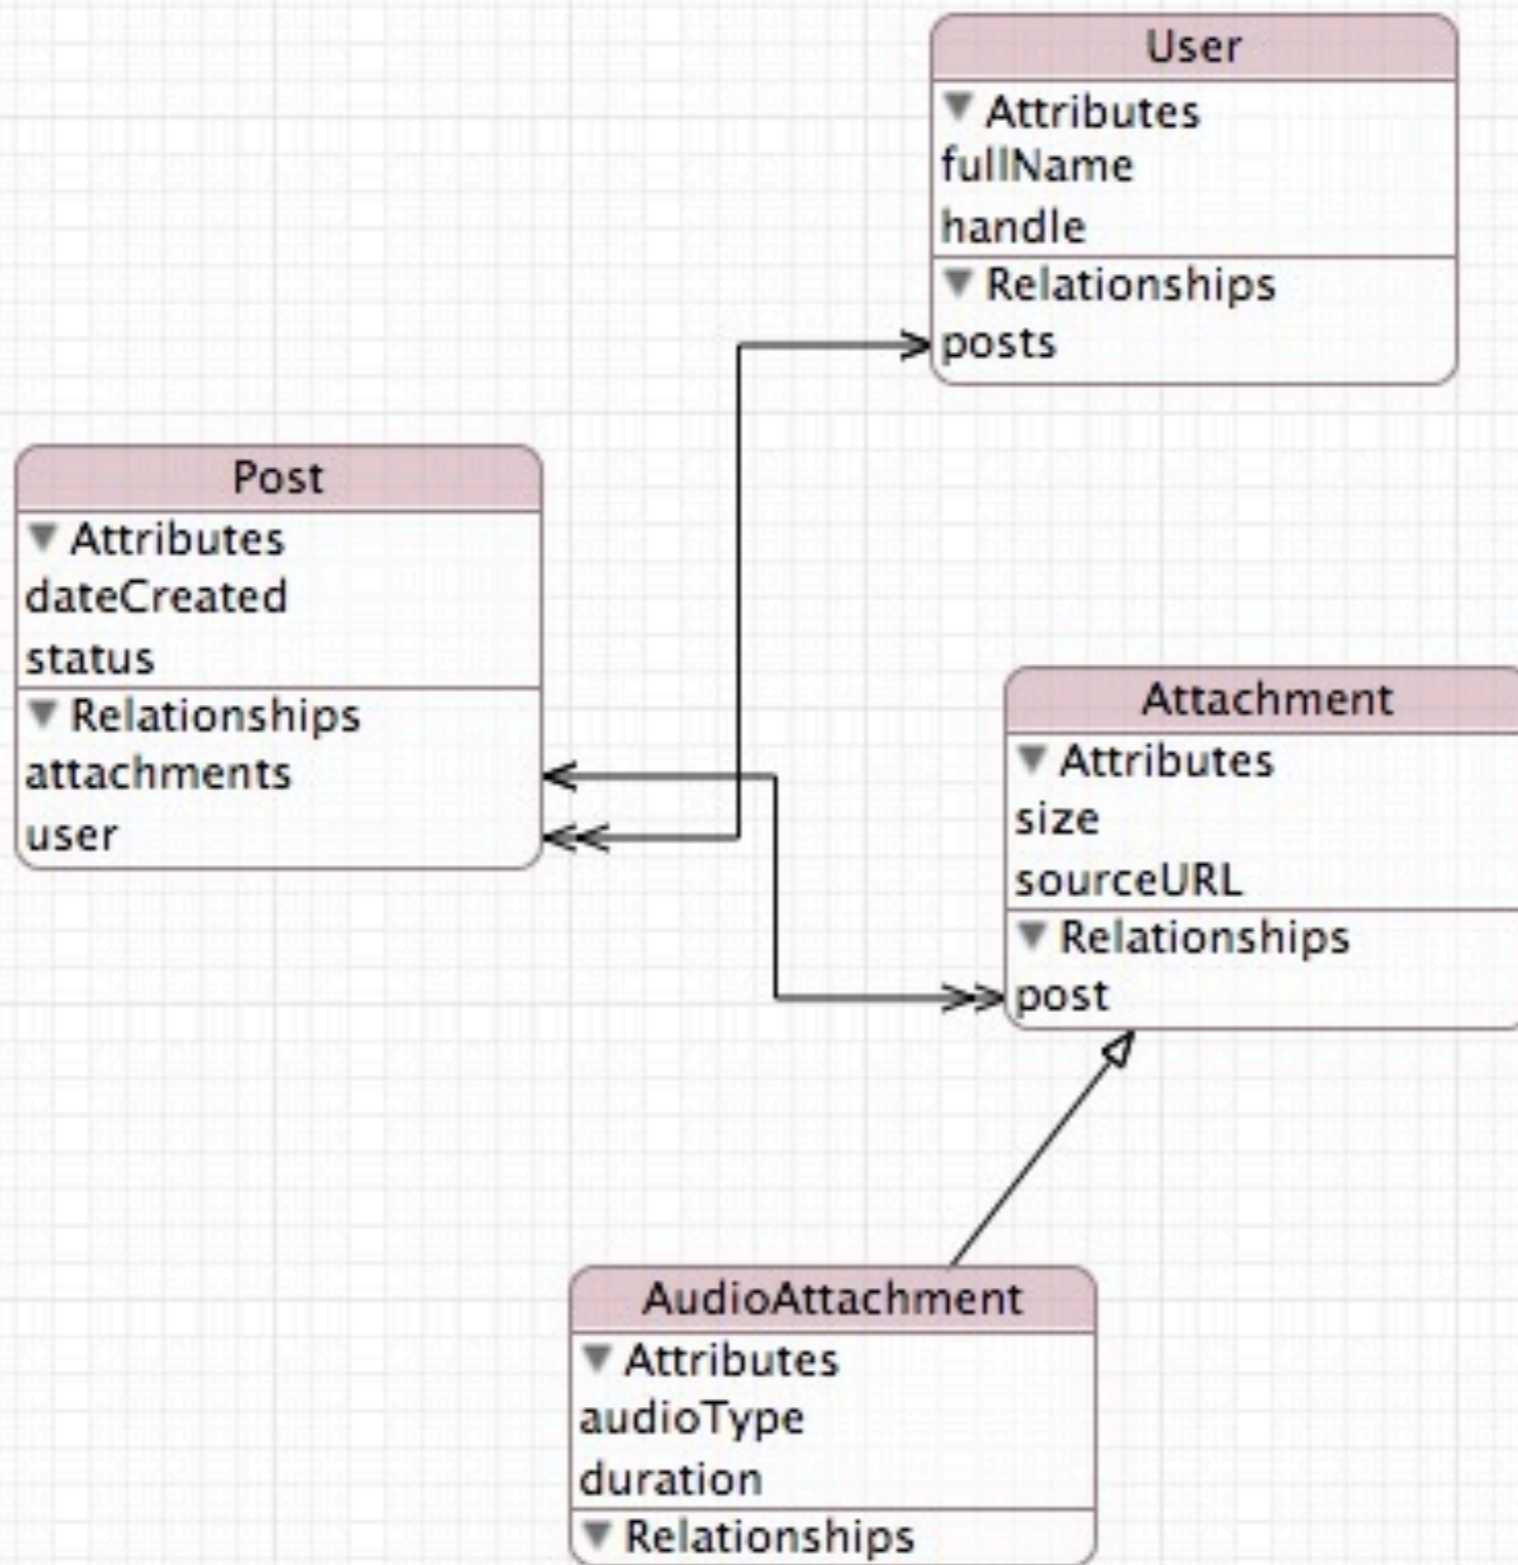 User
Attributes
fullName
handle
Relationships
posts
Post
Attributes
dateCreated
status
Relationships
attachments
user
Attachment
Attributes
size
sourceURL
Relationships
post
AudioAttachment
Attributes
audioType
duration
Relationships